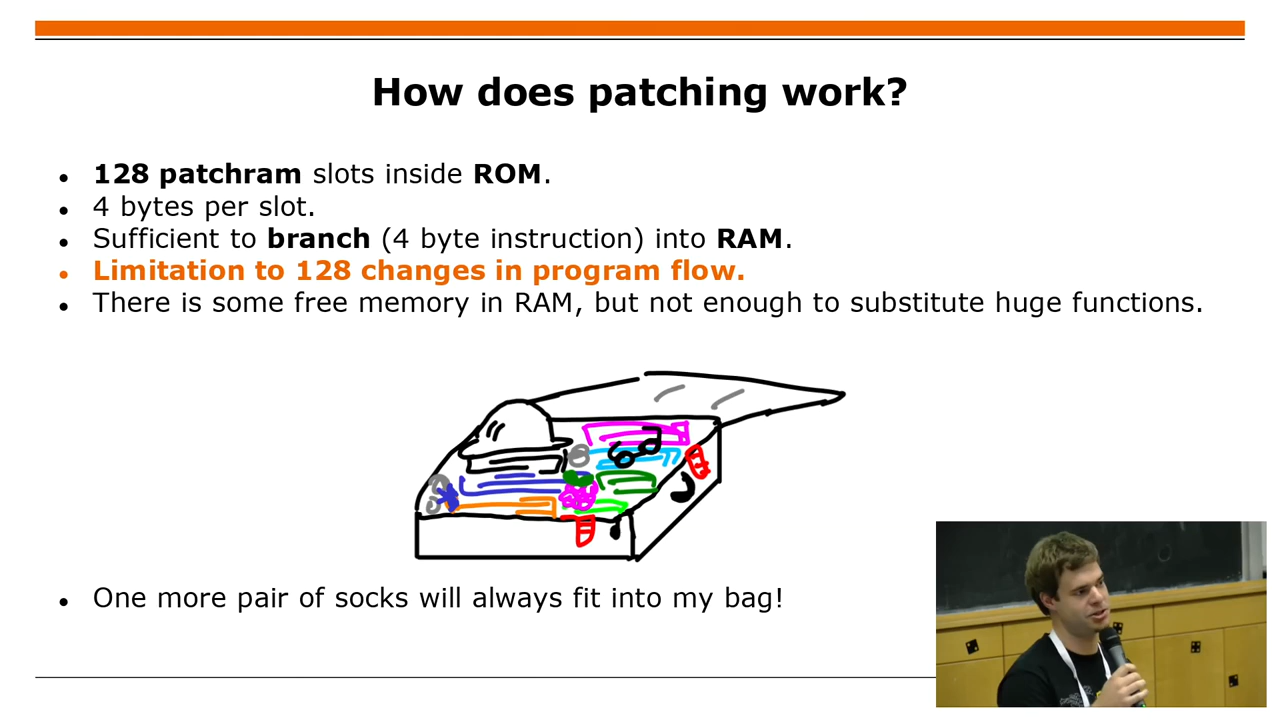 How does patching work?
128 patchram slots inside ROM.
4 bytes per slot.
Sufficient to branch (4 byte instruction) into RAM.
Limitation to 128 changes in program flow.
There is some free memory in RAM, but not enough to substitute huge functions.
One more pair of socks will always fit into my bag!